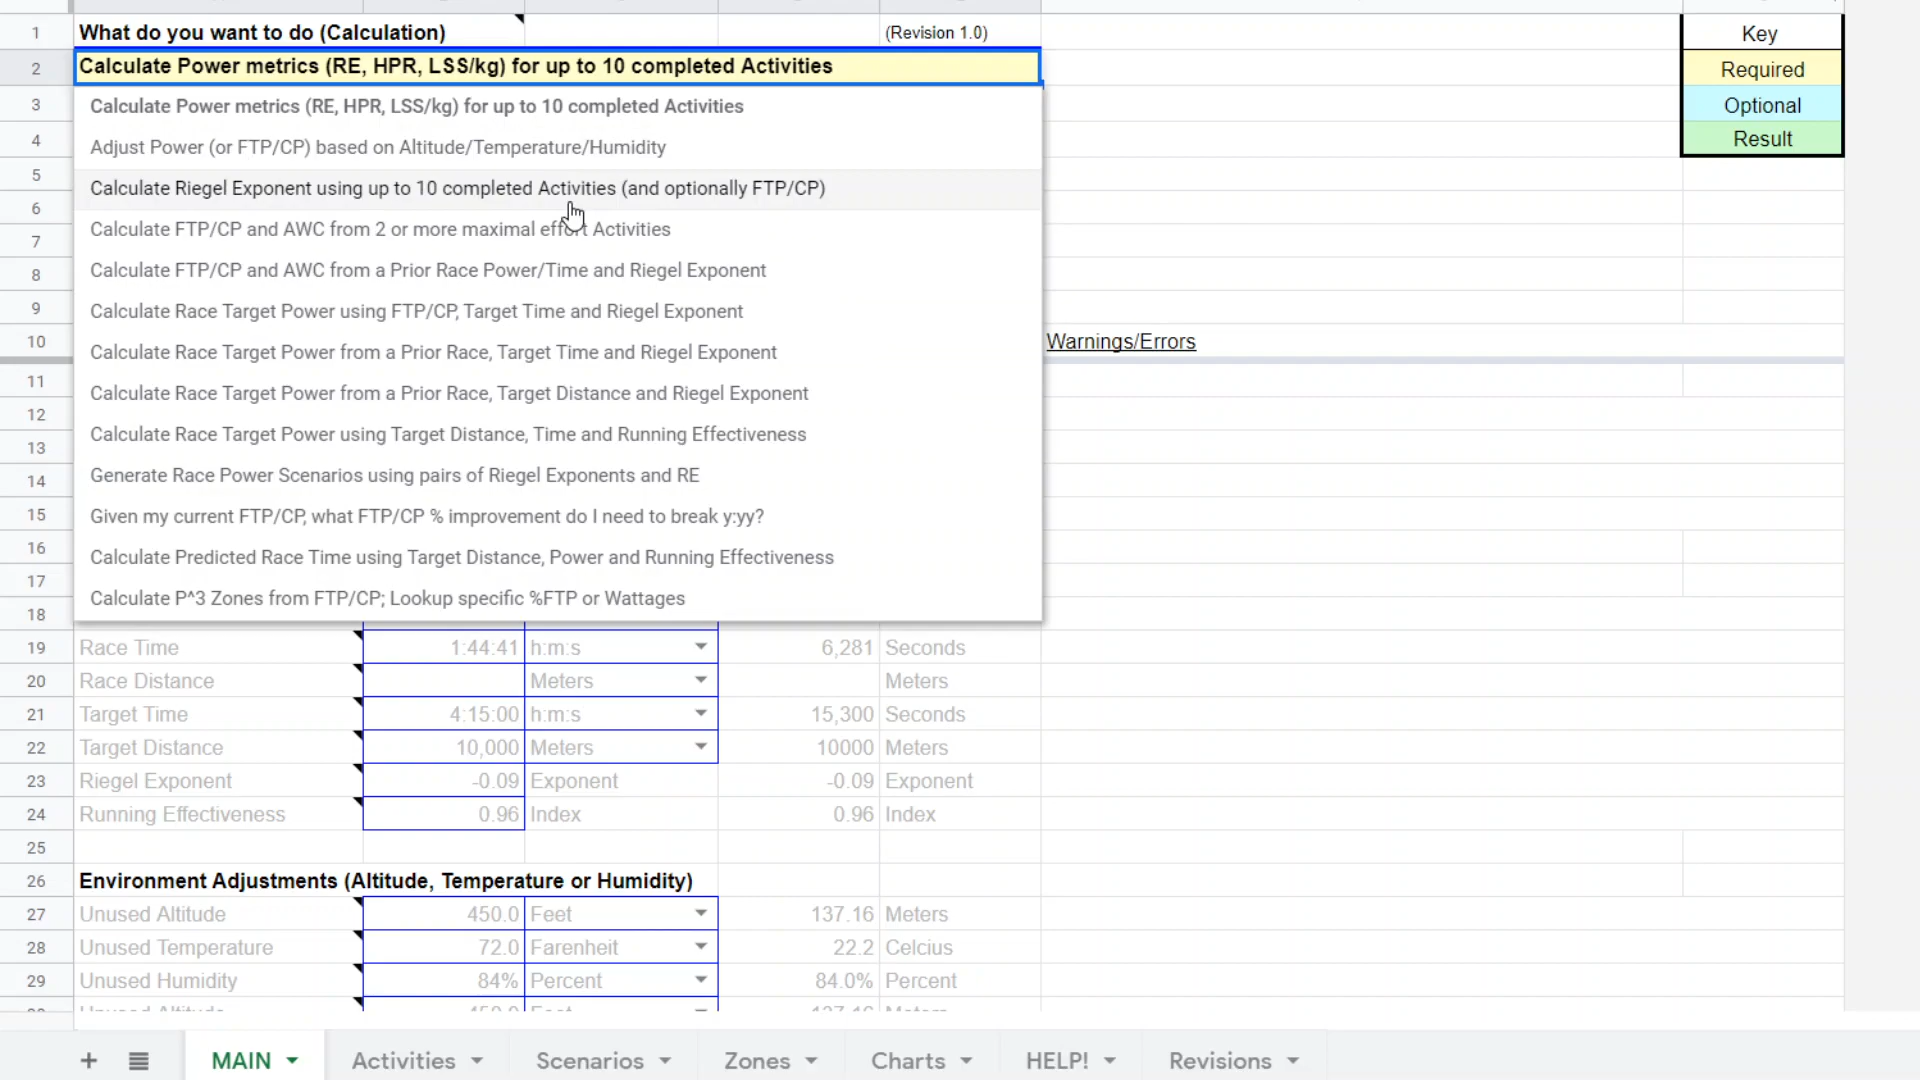 1 What do you want to do (Calculation) (Revision 1.0) Key
2 Calculate Power metrics (RE, HPR, LSS/kg) for up to 10 completed Activities Required
3 Calculate Power metrics (RE, HPR, LSS/kg) for up to 10 completed Activities Optional
4 Adjust Power (or FTP/CP) based on Altitude/Temperature/Humidity Result
5 Calculate Riegel Exponent using up to 10 completed Activities (and optionally FTP/CP)
6 Calculate FTP/CP and AWC from 2 or more maximal effort Activities
7
8 Calculate FTP/CP and AWC from a Prior Race Power/Time and Riegel Exponent
9 Calculate Race Target Power using FTP/CP, Target Time and Riegel Exponent
10 Calculate Race Target Power from a Prior Race, Target Time and Riegel Exponent Warnings/Errors
11 Calculate Race Target Power from a Prior Race, Target Distance and Riegel Exponent
12
13 Calculate Race Target Power using Target Distance, Time and Running Effectiveness
14 Generate Race Power Scenarios using pairs of Riegel Exponents and RE
15 Given my current FTP/CP, what FTP/CP % improvement do I need to break y:yy?
16 Calculate Predicted Race Time using Target Distance, Power and Running Effectiveness
17
18 Calculate P^3 Zones from FTP/CP; Lookup specific %FTP or Wattages
19 Race Time 1:44:41 h:m:s 6,281 Seconds
20 Race Distance Meters Meters
21 Target Time 4:15:00 h:m:s 15,300 Seconds
22 Target Distance 10,000 Meters 10000 Meters
23 Riegel Exponent -0.09 Exponent -0.09 Exponent
24 Running Effectiveness 0.96 Index 0.96 Index
25
26 Environment Adjustments (Altitude, Temperature or Humidity)
27 Unused Altitude 450.0 Feet 137.16 Meters
28 Unused Temperature 72.0 Farenheit 22.2 Celcius
29 Unused Humidity 84% Percent 84.0% Percent
+ MAIN Activities Scenarios Zones Charts HELP! Revisions